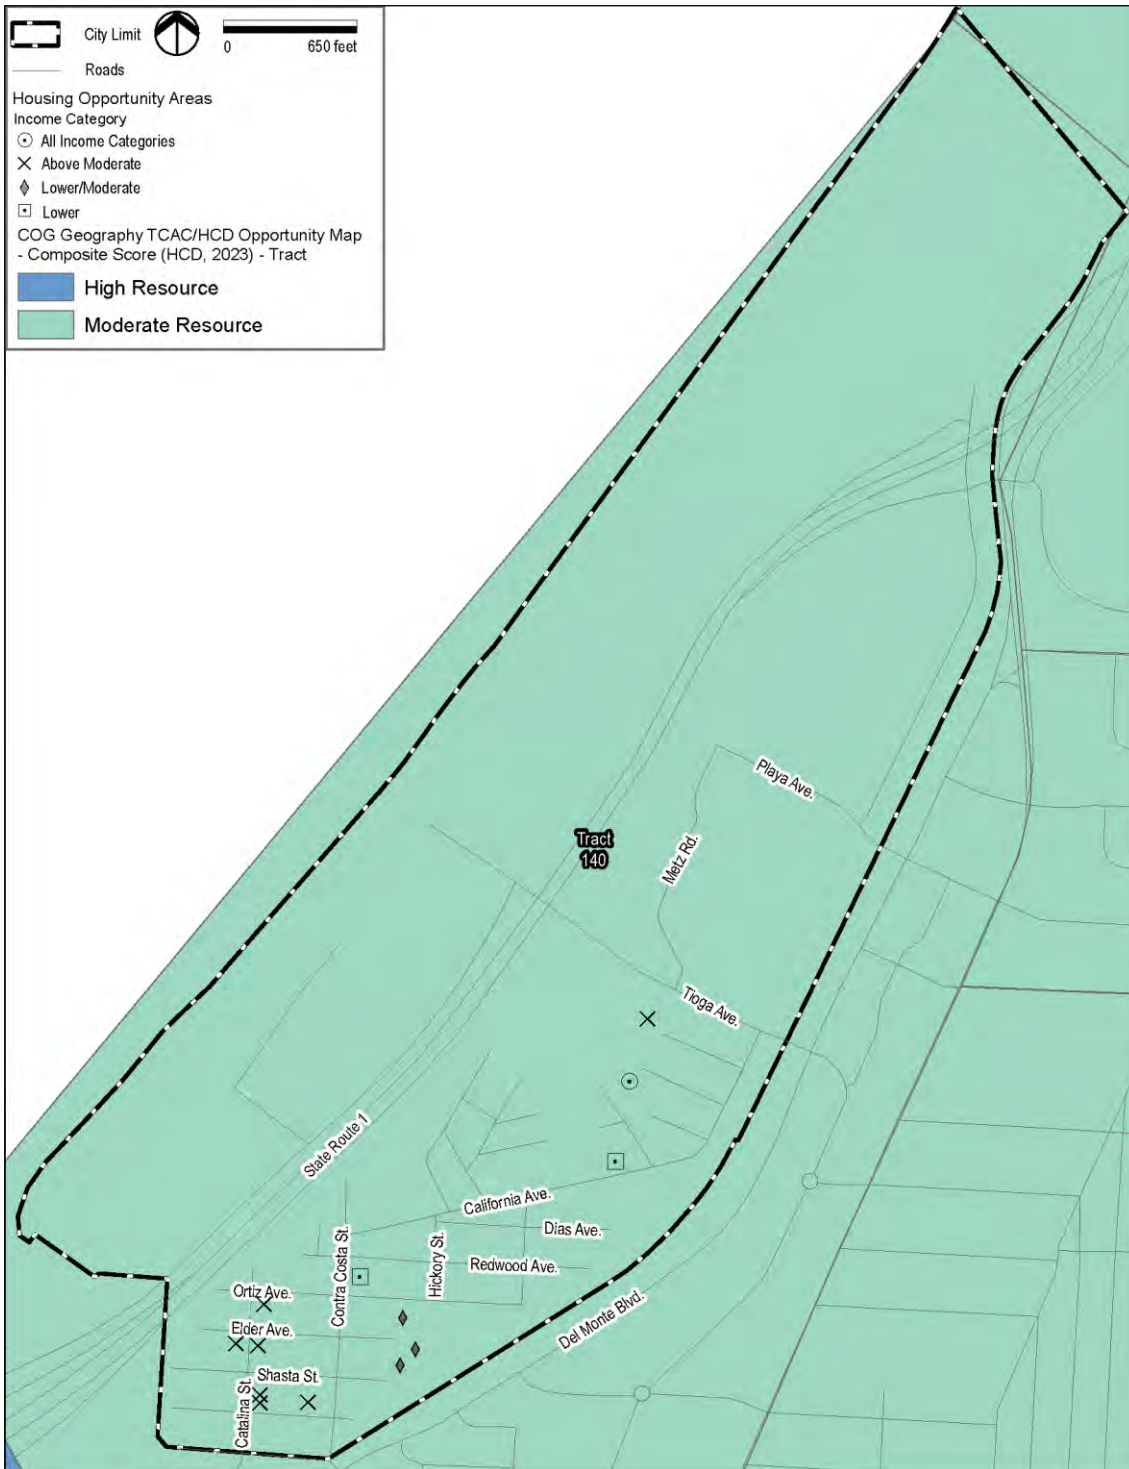 City Limit
0 650 feet
Roads
Housing Opportunity Areas
Income Category
All Income Categories
Above Moderate
Lower/Moderate
Lower
COG Geography TCAC/HCD Opportunity Map
- Composite Score (HCD, 2023) - Tract
High Resource
Moderate Resource
Playa Ave.
Tract
140
Metz Rd.
Tioga Ave.
State Route 1
California Ave.
Dias Ave.
Contra Costa St.
Hickory St.
Redwood Ave.
Ortiz Ave.
Del Monte Blvd.
Elder Ave.
Shasta St.
Catalina St.